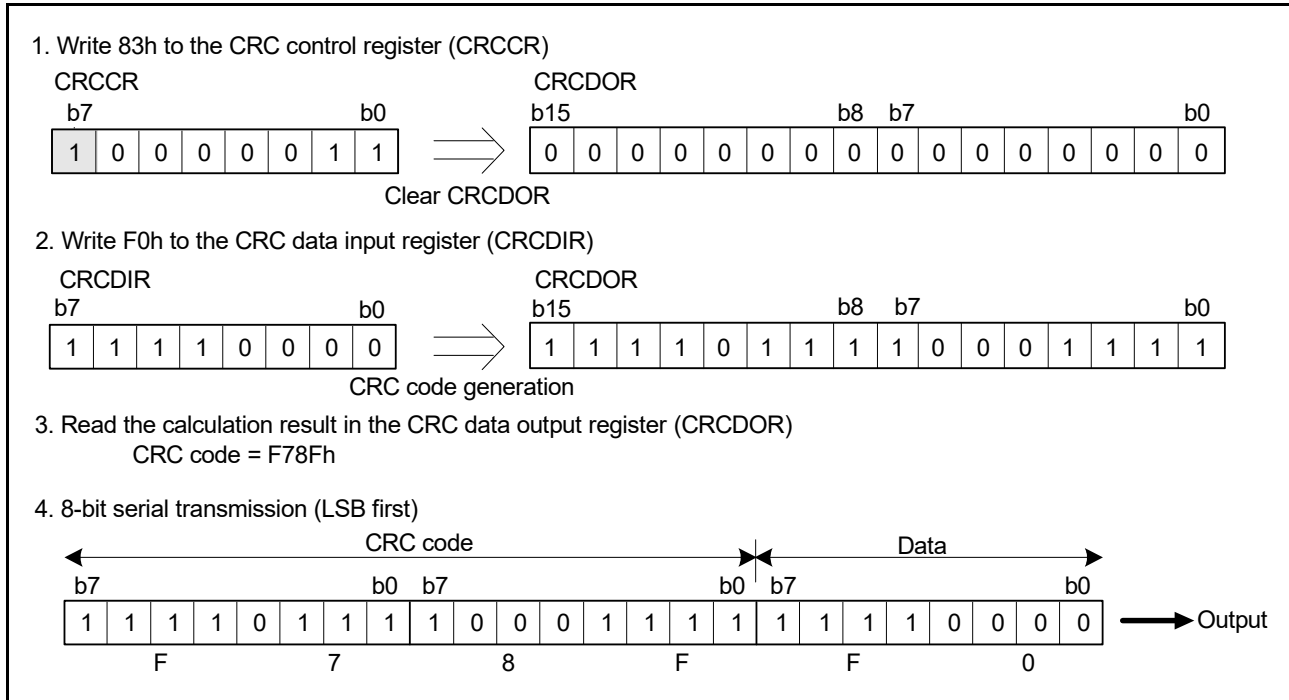 1. Write 83h to the CRC control register (CRCCR)
CRCCR CRCDOR
b7 b0 b15 b8 b7 b0
1 0 0 0 0 0 1 1 0 0 0 0 0 0 0 0 0 0 0 0 0 0 0 0
Clear CRCDOR
2. Write F0h to the CRC data input register (CRCDIR)
CRCDIR CRCDOR
b7 b0 b15 b8 b7 b0
1 1 1 1 0 0 0 0 1 1 1 1 0 1 1 1 1 0 0 0 1 1 1 1
CRC code generation
3. Read the calculation result in the CRC data output register (CRCDOR)
CRC code = F78Fh
4. 8-bit serial transmission (LSB first)
CRC code Data
b7 b0 b7 b0 b7 b0
1 1 1 1 0 1 1 1 1 0 0 0 1 1 1 1 1 1 1 1 0 0 0 0 Output
F 7 8 F F 0